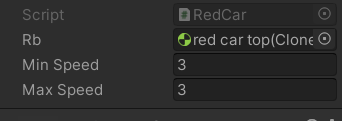 Script RedCar
Rb red car top(Clone
Min Speed 3
Max Speed 3